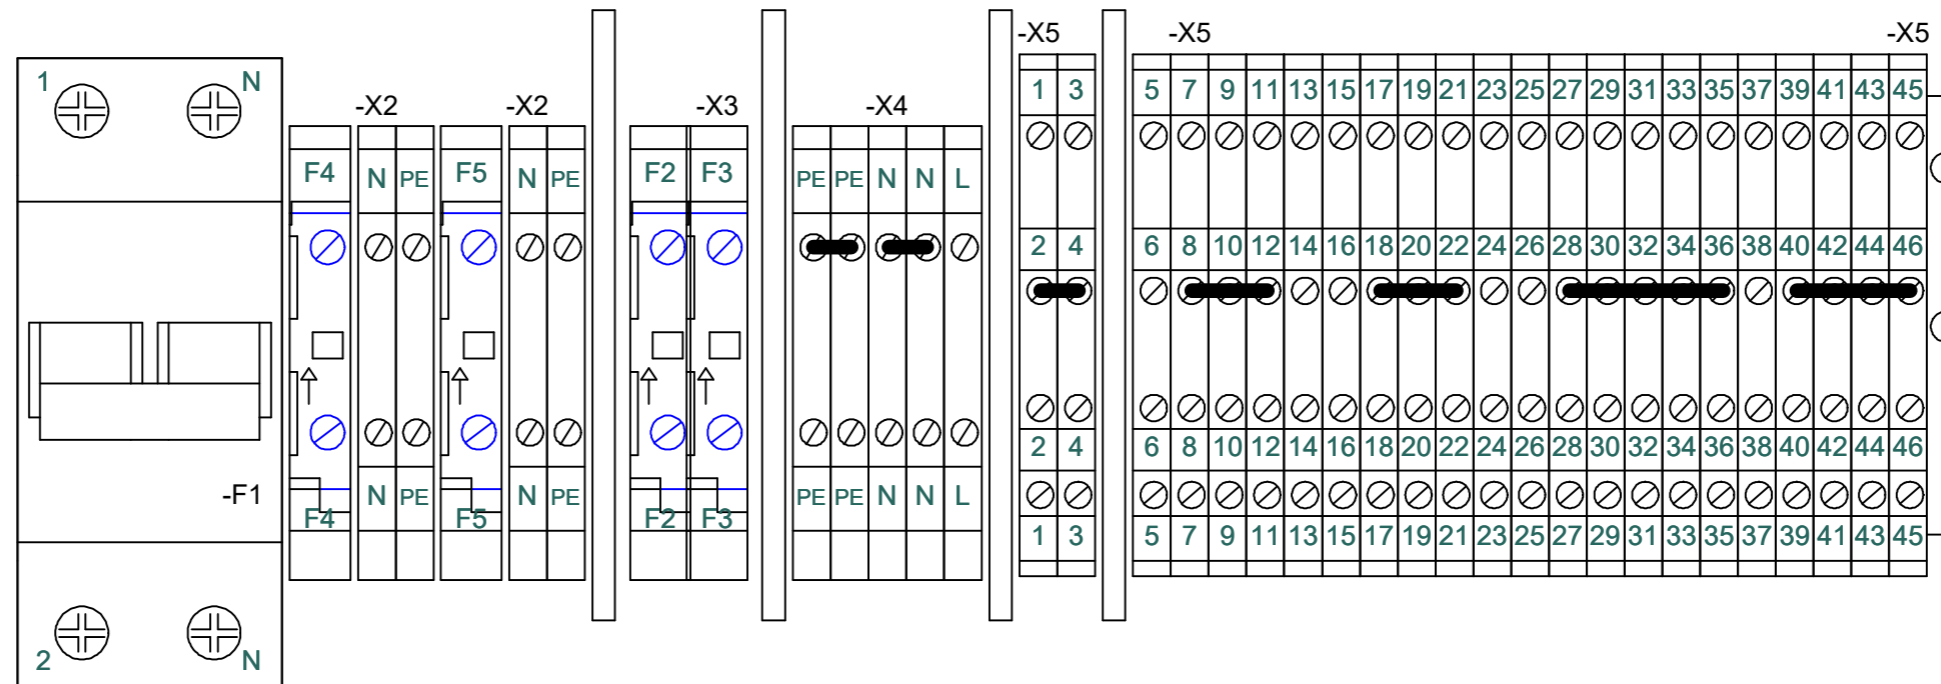 -X5 -X5 -X5
1 N
-X2 -X2 -X3 -X4
1 3 5 7 9 11 13 15 17 19 21 23 25 27 29 31 33 35 37 39 41 43 45
F4 N PE F5 N PE F2 F3 PE PE N N L
2 4 6 8 10 12 14 16 18 20 22 24 26 28 30 32 34 36 38 40 42 44 46
2 4 6 8 10 12 14 16 18 20 22 24 26 28 30 32 34 36 38 40 42 44 46
-F1 N PE N PE PE PE N N L
F4 F5 F2 F3
1 3 5 7 9 11 13 15 17 19 21 23 25 27 29 31 33 35 37 39 41 43 45
2 N